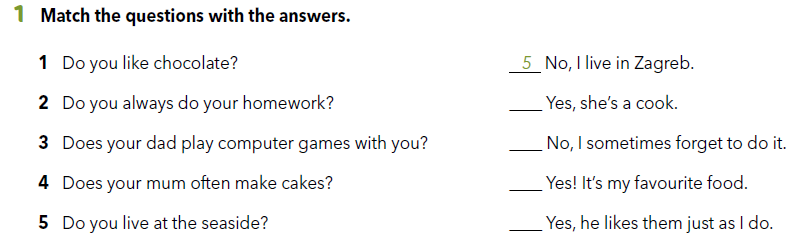 1 Match the questions with the answers.
1 Do you like chocolate? 5 No, I live in Zagreb.
2 Do you always do your homework? ____ Yes, she's a cook.
3 Does your dad play computer games with you? ____ No, I sometimes forget to do it.
4 Does your mum often make cakes? ____ Yes! It's my favourite food.
5 Do you live at the seaside? ____ Yes, he likes them just as I do.